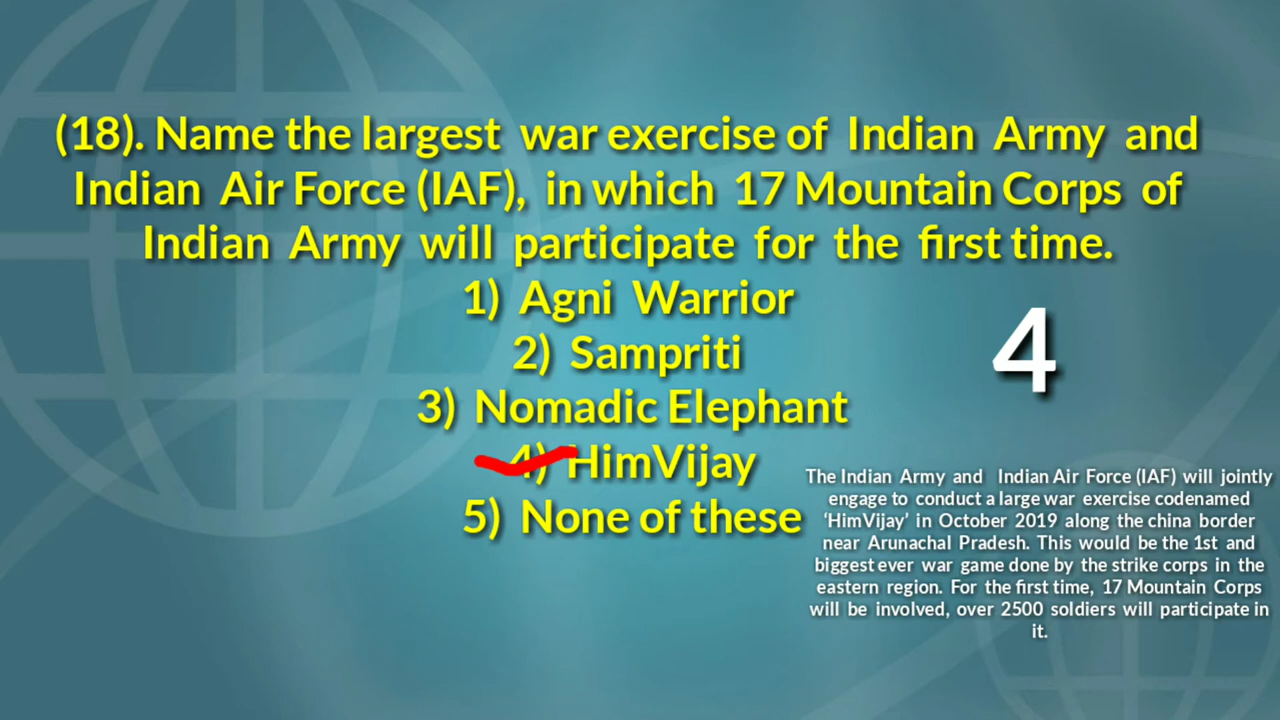 (18). Name the largest war exercise of Indian Army and
Indian Air Force (IAF), in which 17 Mountain Corps of
Indian Army will participate for the first time.
1) Agni Warrior
2) Sampriti
3) Nomadic Elephant
4) HimVijay
5) None of these
4
The Indian Army and Indian Air Force (IAF) will jointly
engage to conduct a large war exercise codenamed
‘HimVijay’ in October 2019 along the china border
near Arunachal Pradesh. This would be the 1st and
biggest ever war game done by the strike corps in the
eastern region. For the first time, 17 Mountain Corps
will be involved, over 2500 soldiers will participate in
it.